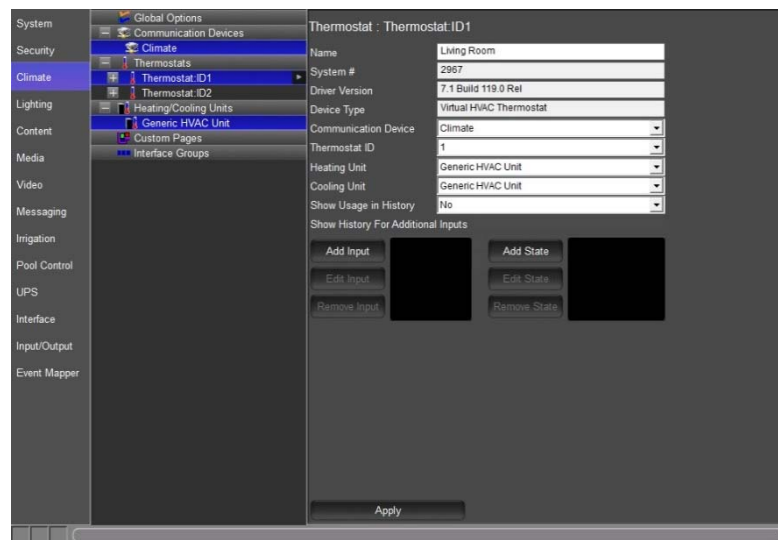 System
Security
Climate
Lighting
Content
Media
Video
Messaging
Irrigation
Pool Control
UPS
Interface
Input/Output
Event Mapper
Global Options
Communication Devices
Climate
Thermostats
Thermostat:ID1
Thermostat:ID2
Heating/Cooling Units
Generic HVAC Unit
Custom Pages
Interface Groups
Thermostat : Thermostat:ID1
Name Living Room
System # 2967
Driver Version 7.1 Build 119.0 Rel
Device Type Virtual HVAC Thermostat
Communication Device Climate
Thermostat ID 1
Heating Unit Generic HVAC Unit
Cooling Unit Generic HVAC Unit
Show Usage in History No
Show History For Additional Inputs
Add Input Add State
Edit Input Edit State
Remove Input Remove State
Apply